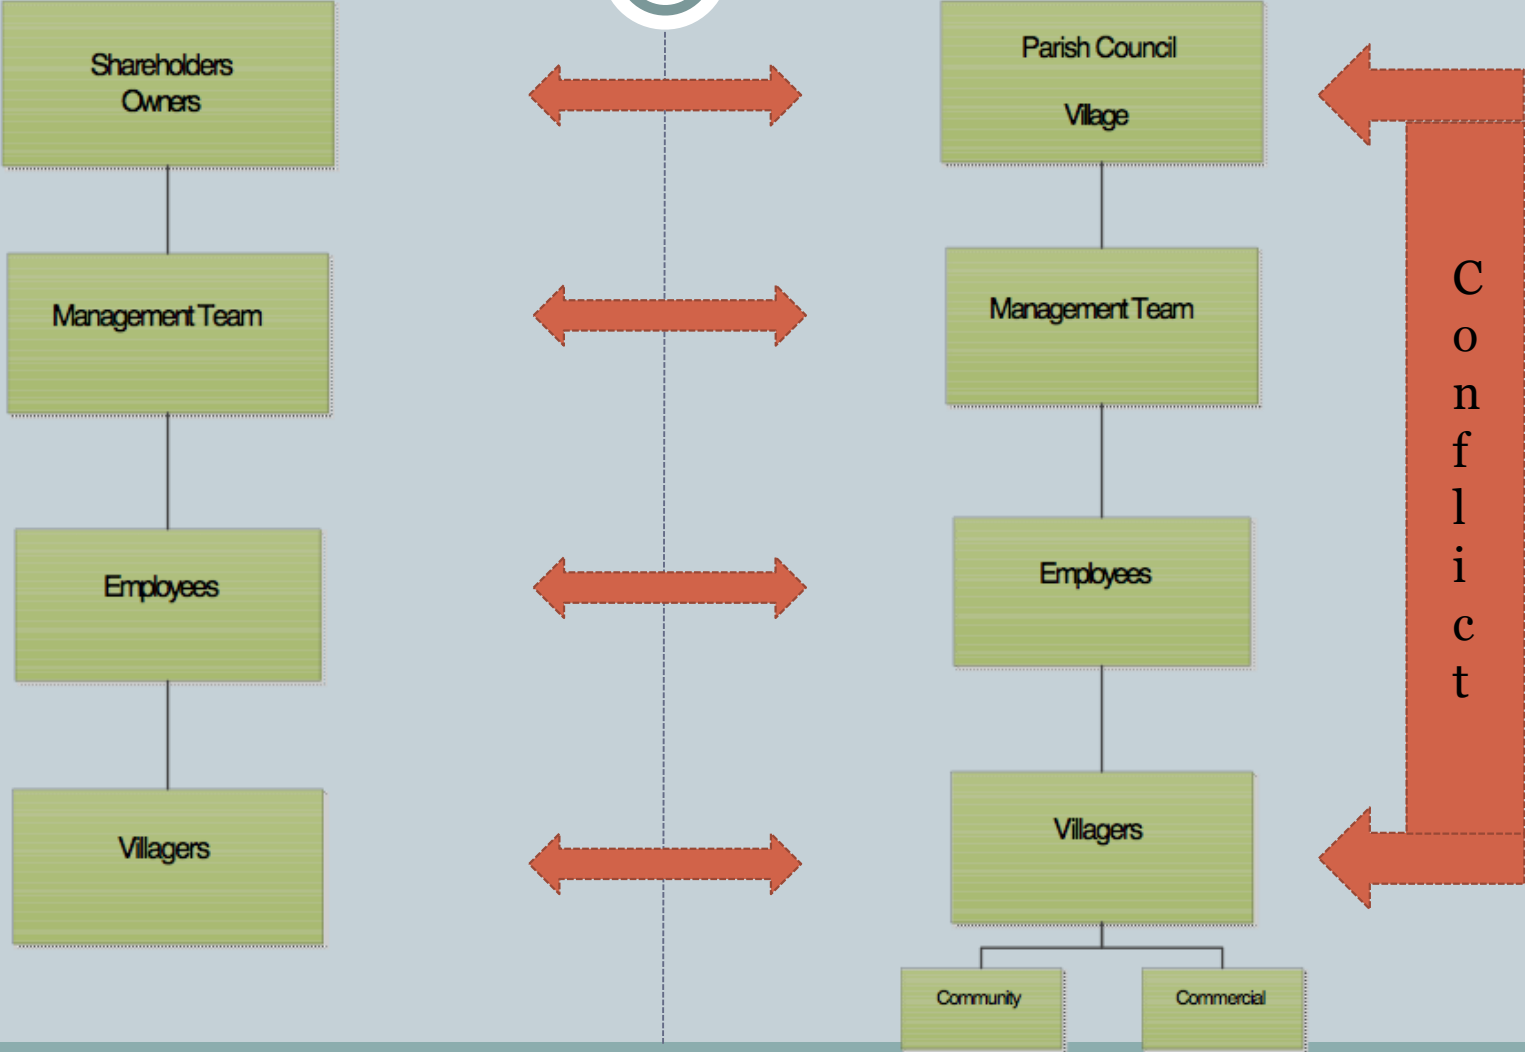 Shareholders
Owners
Management Team
Employees
Villagers
Parish Council
Village
Management Team
Employees
Villagers
Community
Commercial
C
o
n
f
l
i
c
t